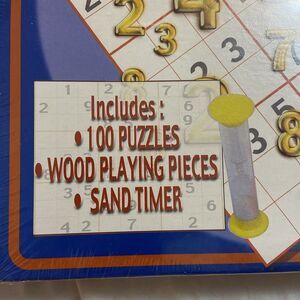 Includes :
• 100 PUZZLES
• WOOD PLAYING PIECES
• SAND TIMER